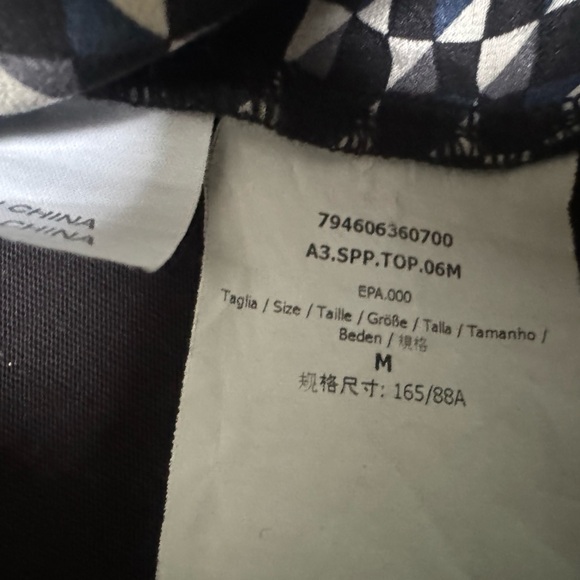 CHINA
CHINA
794606360700
A3.SPP.TOP.06M
EPA.000
Taglia / Size / Taille / Größe / Talla / Tamanho /
Beden / 規格
M
规格尺寸: 165/88A